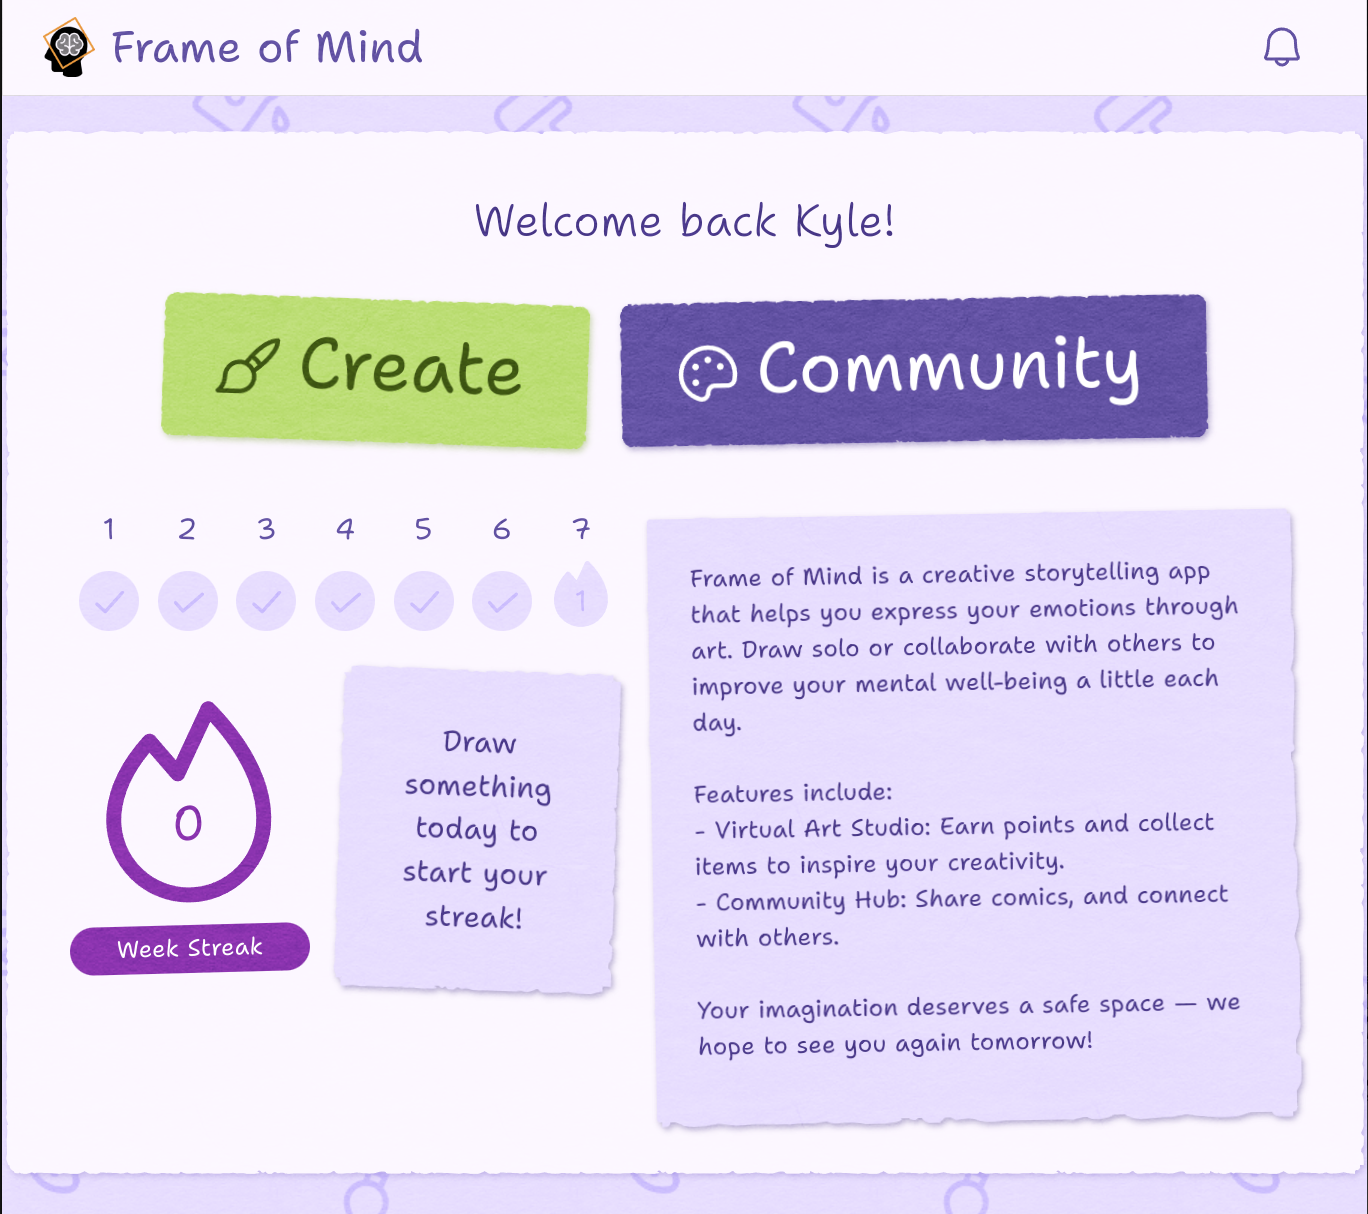 Frame of Mind
Welcome back Kyle!
Create
Community
1 2 3 4 5 6 7
1
0
Week Streak
Draw
something
today to
start your
streak!
Frame of Mind is a creative storytelling app
that helps you express your emotions through
art. Draw solo or collaborate with others to
improve your mental well-being a little each
day.
Features include:
- Virtual Art Studio: Earn points and collect
items to inspire your creativity.
- Community Hub: Share comics, and connect
with others.
Your imagination deserves a safe space — we
hope to see you again tomorrow!